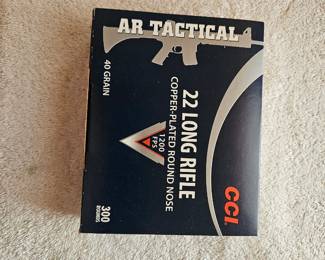 AR TACTICAL
40 GRAIN
22 LONG RIFLE
COPPER-PLATED ROUND NOSE
1200
FPS
CCI.
300
ROUNDS